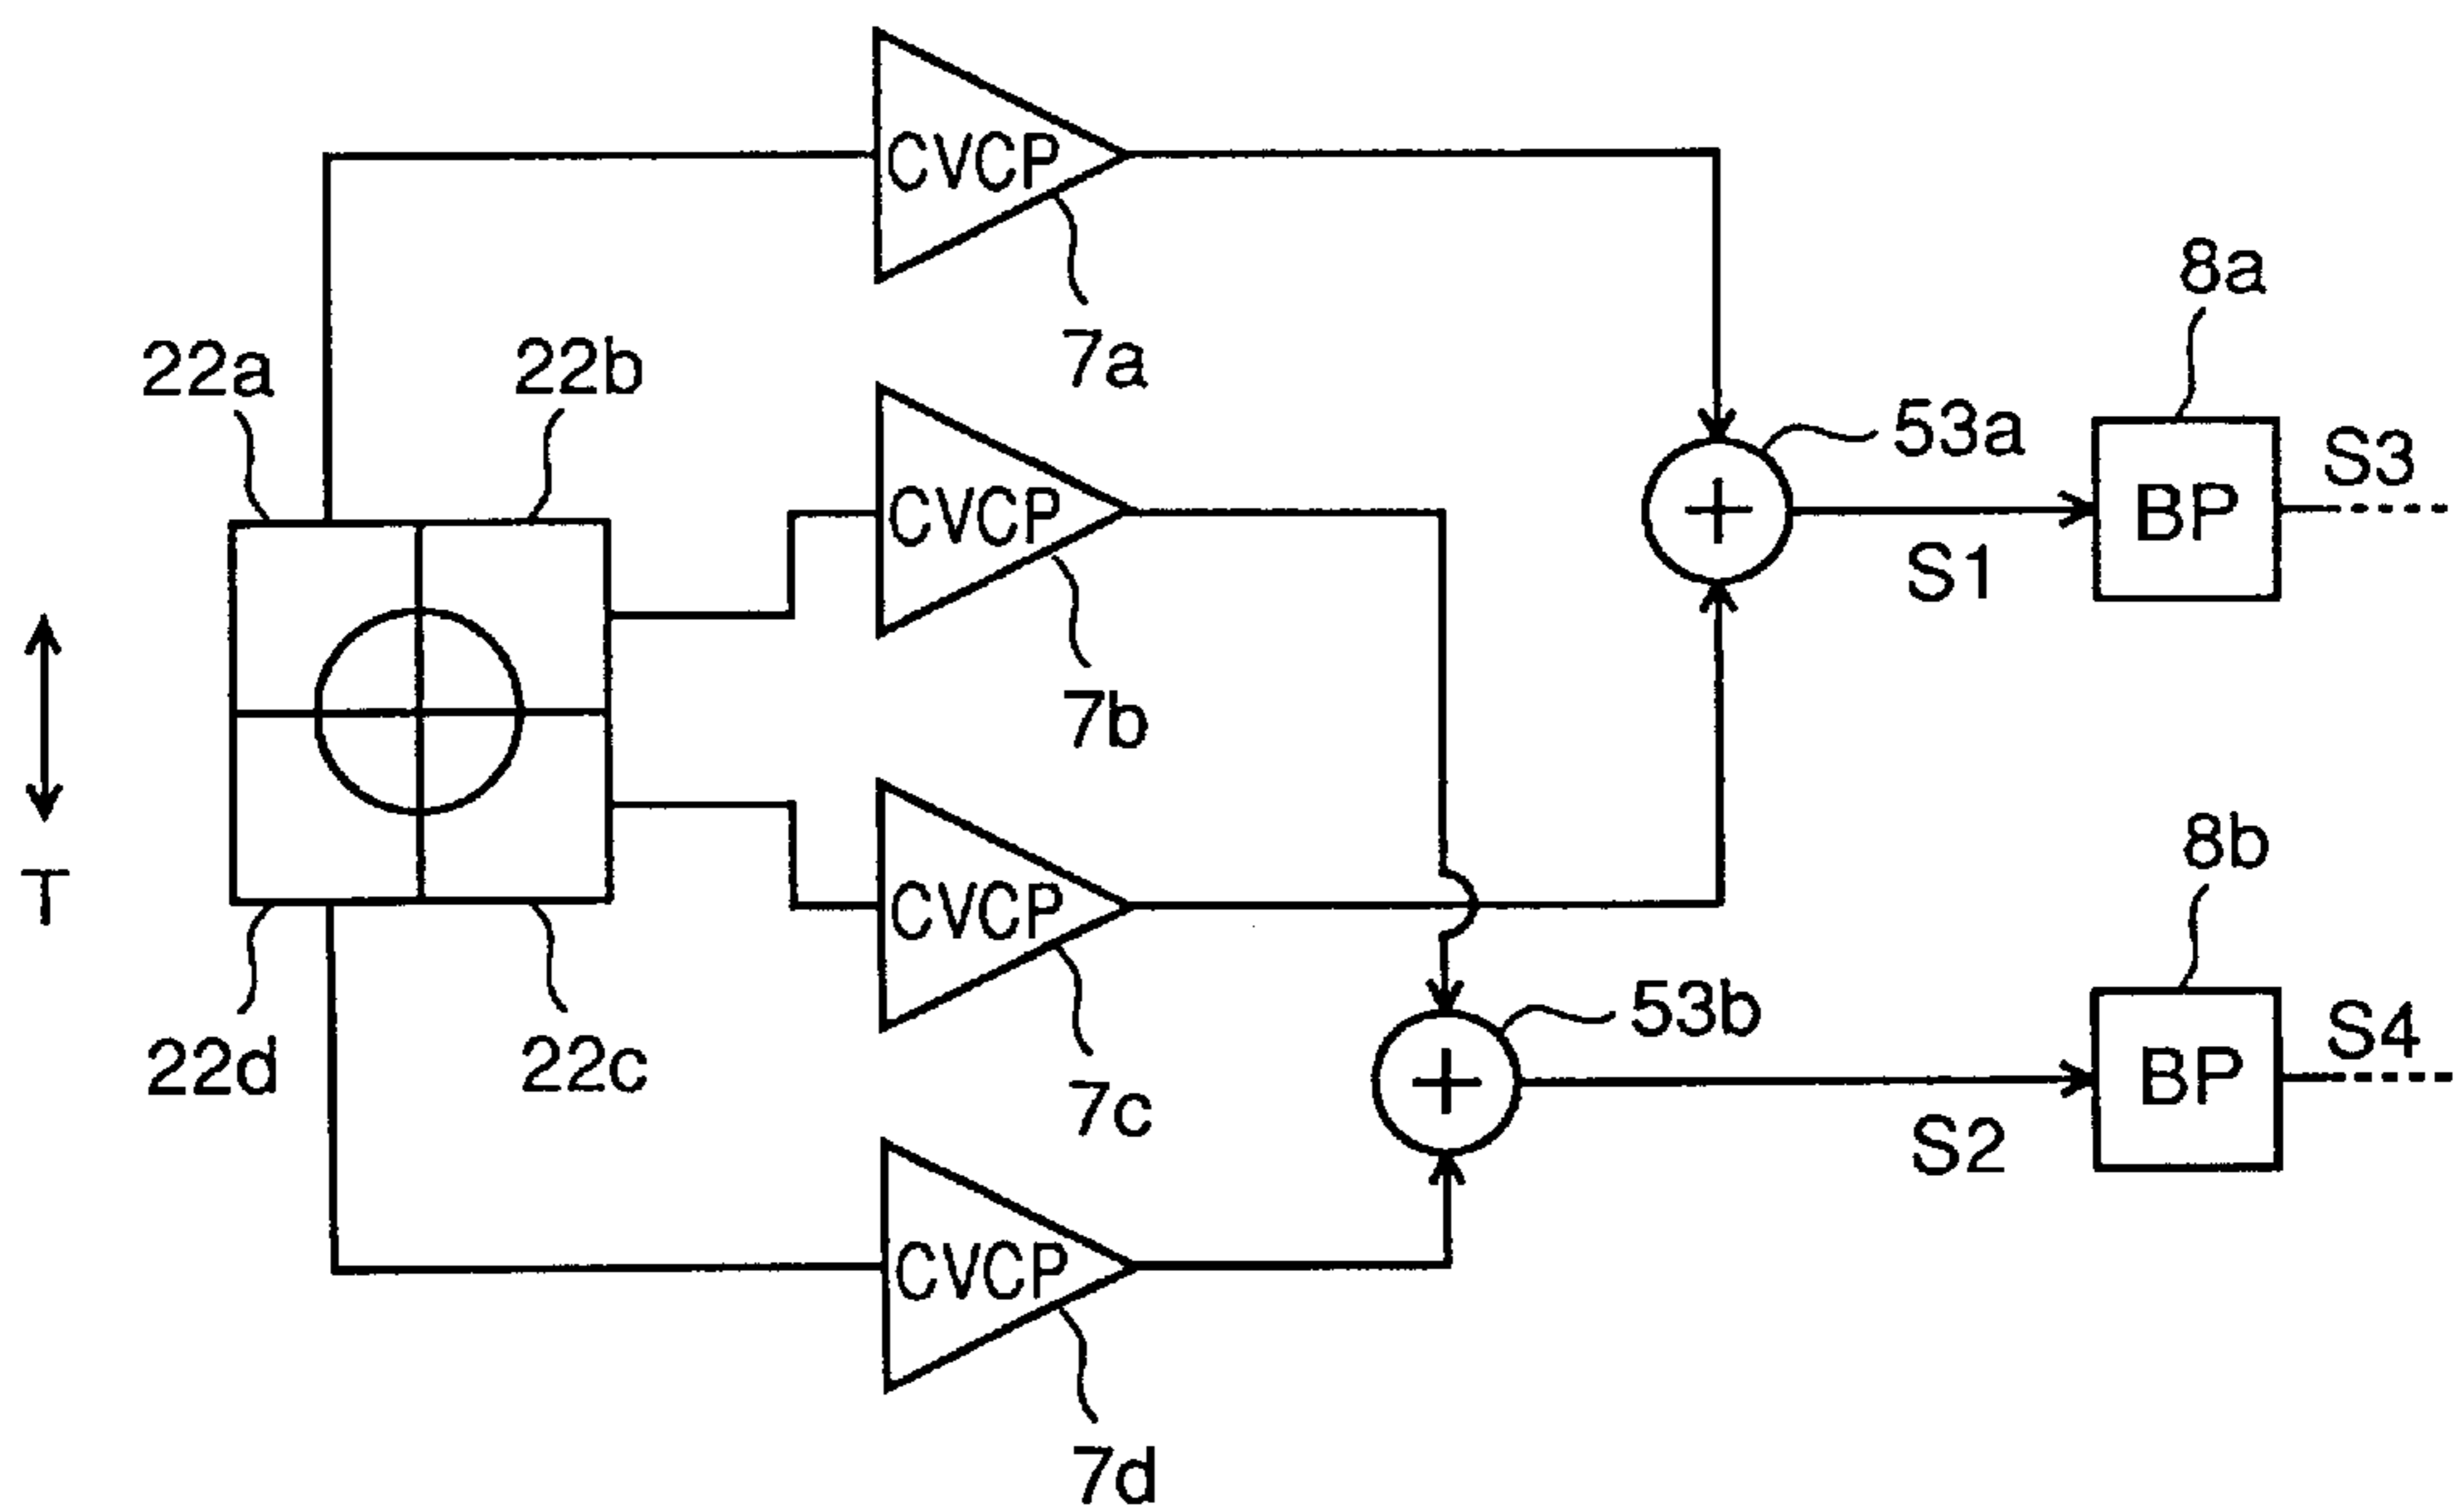 CVCP
7a
8a
22a
22b
53a
S3
CVCP
BP
S1
7b
T
CVCP
8b
53b
S4
22d
22c
BP
7c
S2
CVCP
7d